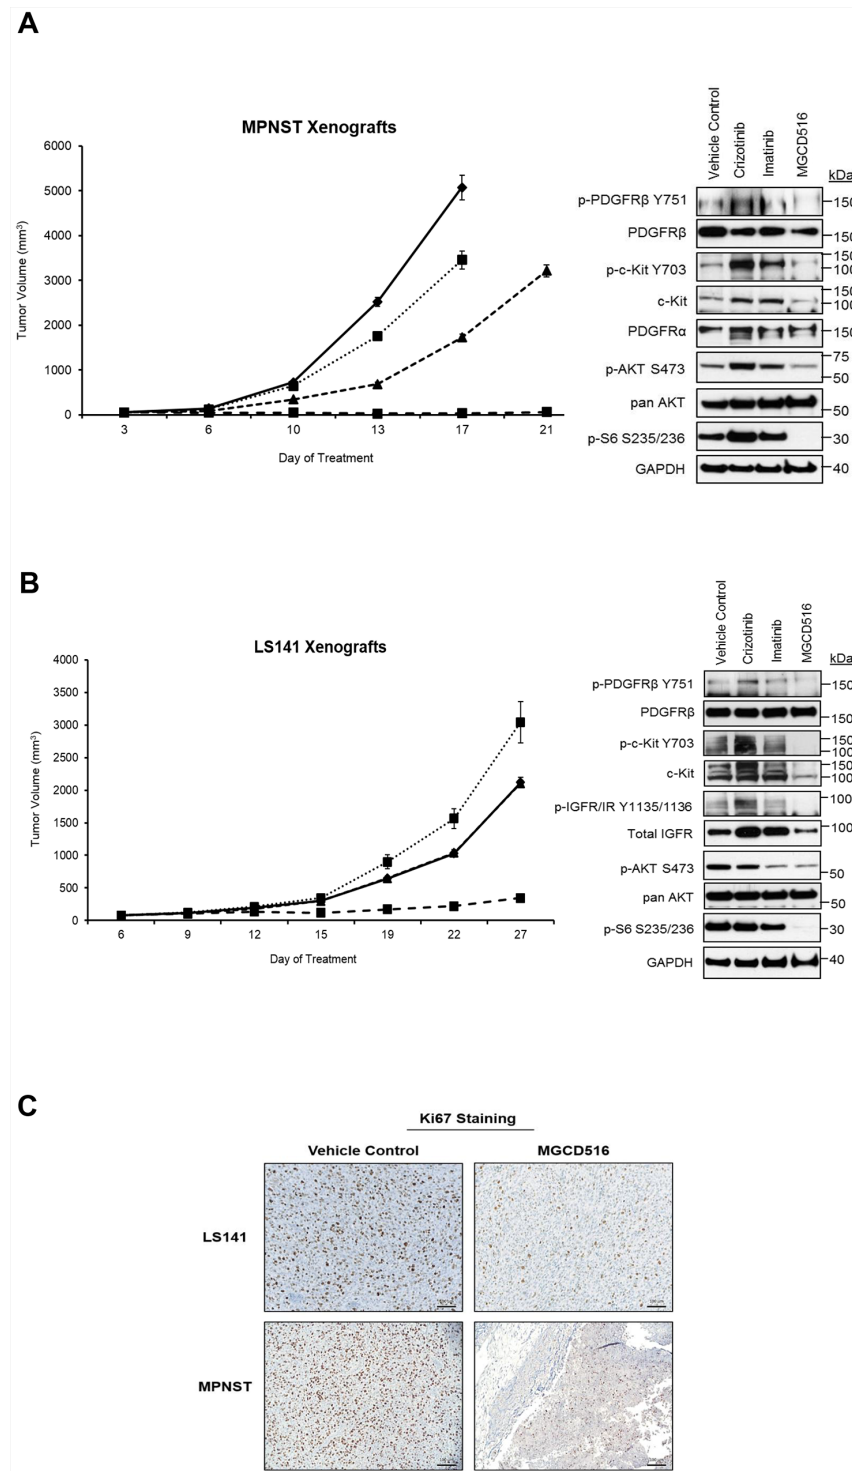 A
MPNST Xenografts
Tumor Volume (mm³)
6000
5000
4000
3000
2000
1000
0
3 6 10 13 17 21
Day of Treatment
Vehicle Control
Crizotinib
Imatinib
MGCD516
kDa
p-PDGFRβ Y751
150
PDGFRβ
150
p-c-Kit Y703
150
100
c-Kit
150
100
PDGFRα
150
p-AKT S473
75
50
pan AKT
50
p-S6 S235/236
30
GAPDH
40
B
LS141 Xenografts
Tumor Volume (mm³)
4000
3500
3000
2500
2000
1500
1000
500
0
6 9 12 15 19 22 27
Day of Treatment
Vehicle Control
Crizotinib
Imatinib
MGCD516
kDa
p-PDGFRβ Y751
150
PDGFRβ
150
p-c-Kit Y703
150
100
c-Kit
150
100
p-IGFR/IR Y1135/1136
100
Total IGFR
100
p-AKT S473
50
pan AKT
50
p-S6 S235/236
30
GAPDH
40
C
Ki67 Staining
Vehicle Control MGCD516
LS141
MPNST